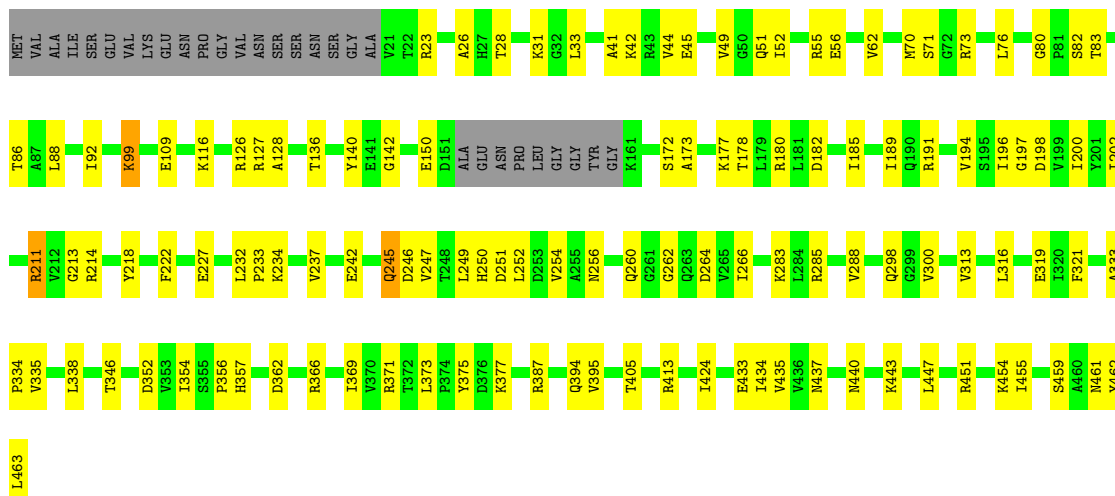 MET VAL ALA ILE SER GLU VAL LYS GLU ASN PRO GLY VAL ASN SER SER ASN SER GLY ALA V21 T22 R23 A26 H27 T28 K31 G32 L33 A41 K42 R43 V44 E45 V49 G50 Q51 I52 R55 E56 V62 M70 S71 G72 R73 L76 G80 P81 S82 T83
T86 A87 L88 I92 K99 E109 K116 R126 R127 A128 T136 Y140 E141 G142 E150 D151 ALA GLU ASN PRO LEU GLY GLY TYR GLY K161 S172 A173 K177 T178 L179 R180 L181 D182 I185 I189 Q190 R191 V194 S195 I196 G197 D198 V199 I200 Y201
R211 V212 G213 R214 Y218 F222 E227 L232 P233 K234 V237 E242 Q245 D246 V247 T248 L249 H250 D251 L252 D253 V254 A255 N256 Q260 G261 G262 Q263 D264 V265 I266 K283 L284 R285 V288 Q298 G299 V300 V313 L316 E319 I320 F321 A333
P334 V335 L338 T346 D352 V353 I354 S355 P356 H357 D362 R366 I369 V370 R371 T372 L373 P374 Y375 D376 K377 R387 Q394 V395 T405 R413 I424 E433 I434 V435 V436 N437 N440 K443 L447 R451 K454 I455 S459 A460 N461
L463